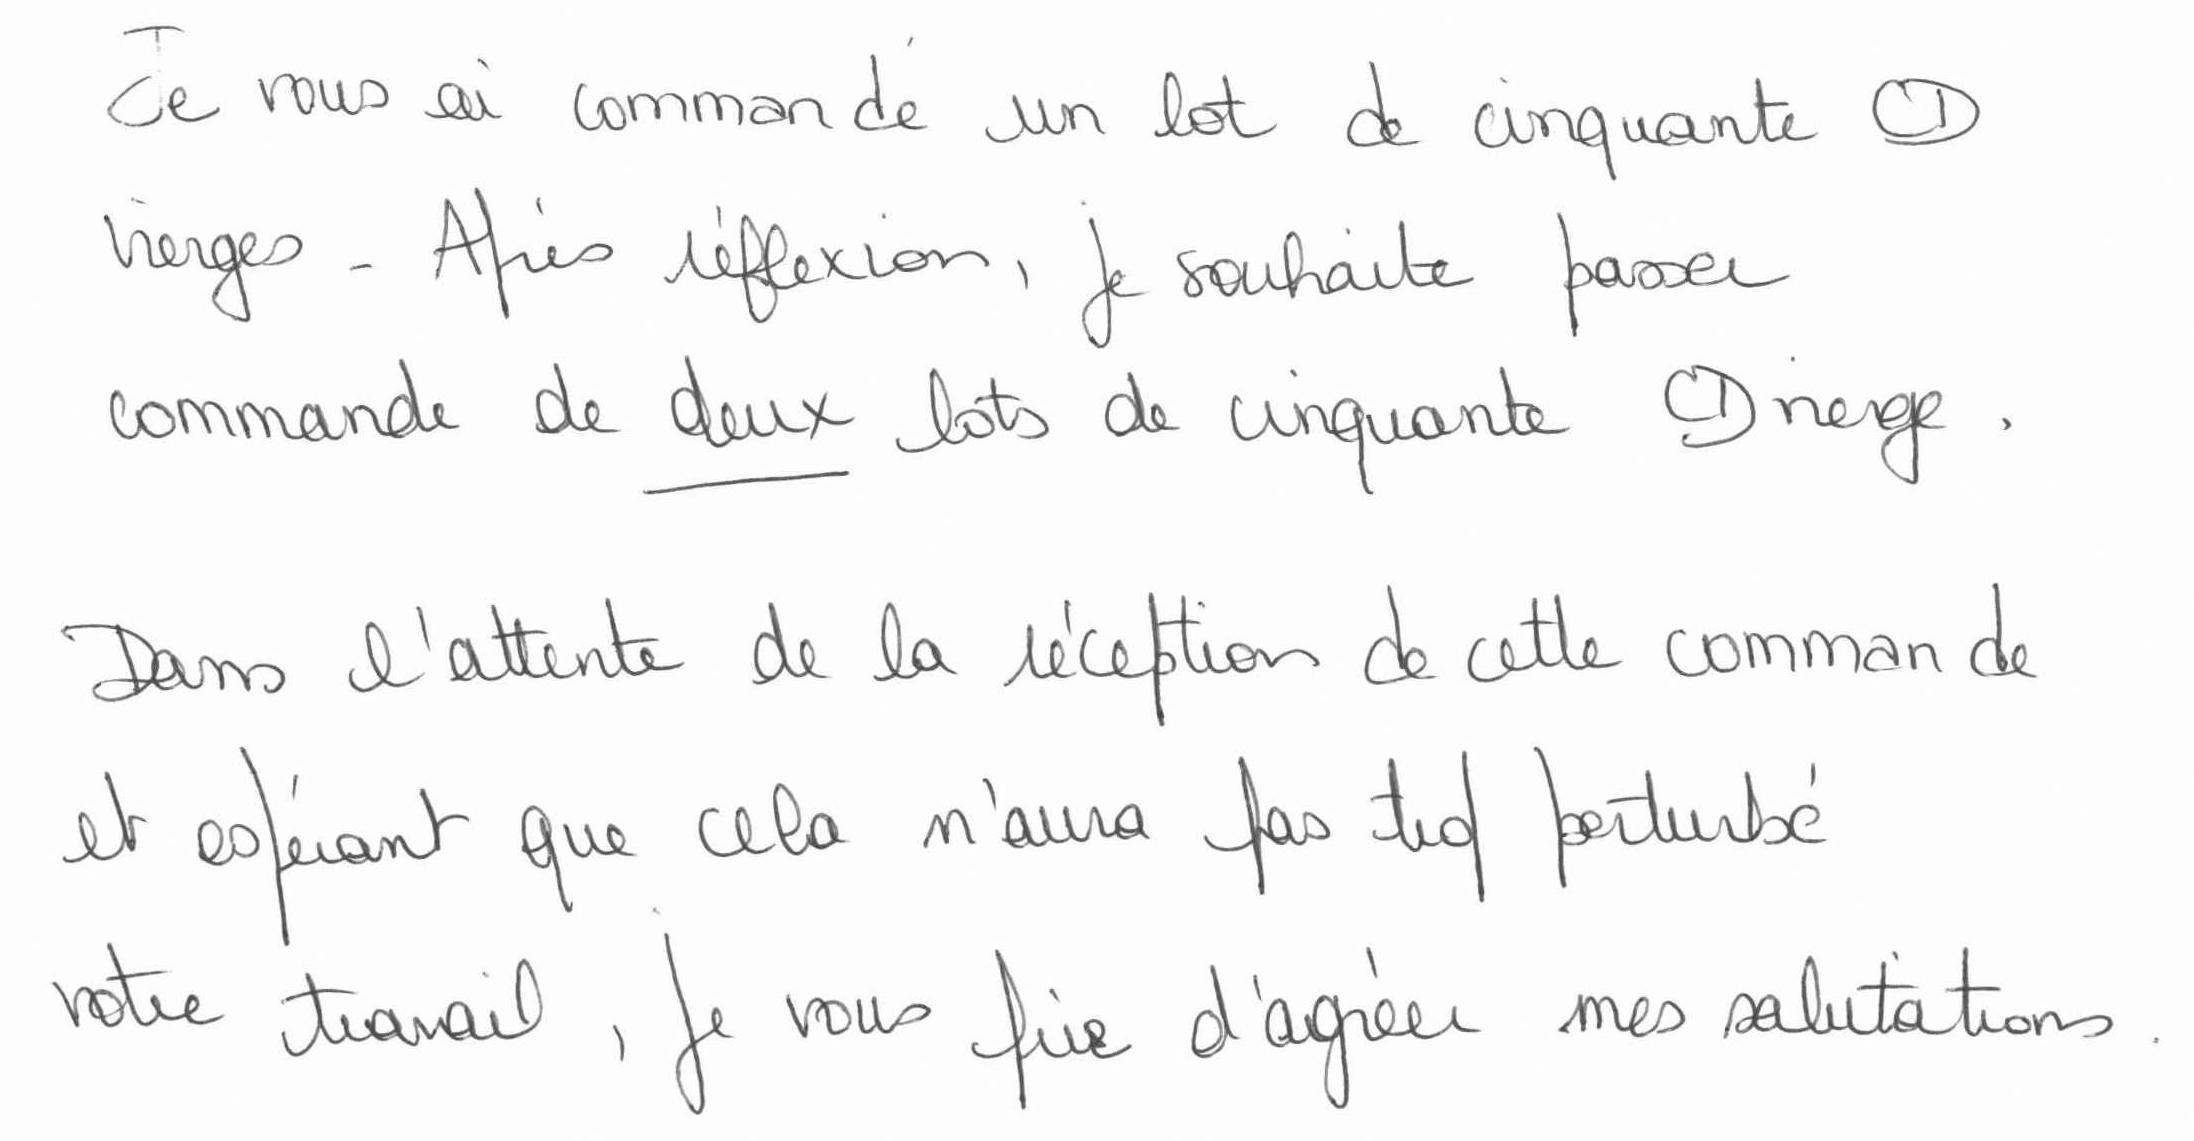 Je vous ai commandé un lot de cinquante CD
vierges. Après réflexion, je souhaite passer
commande de deux lots de cinquante CD vierge.
Dans l'attente de la réception de cette commande
et espérant que cela n'aura pas trop perturbé
votre travail, je vous prie d'agréer mes salutations.